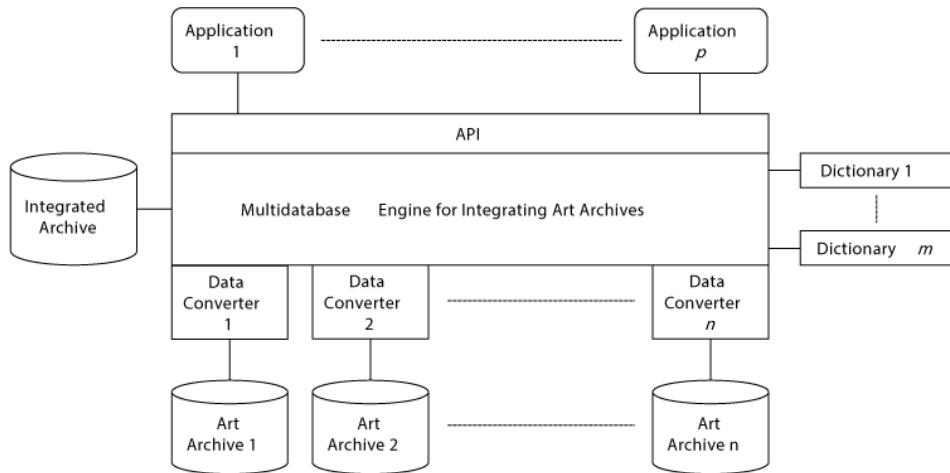 Application
1
Application
p
API
Integrated
Archive
Multidatabase Engine for Integrating Art Archives
Dictionary 1
Dictionary m
Data
Converter
1
Data
Converter
2
Data
Converter
n
Art
Archive 1
Art
Archive 2
Art
Archive n